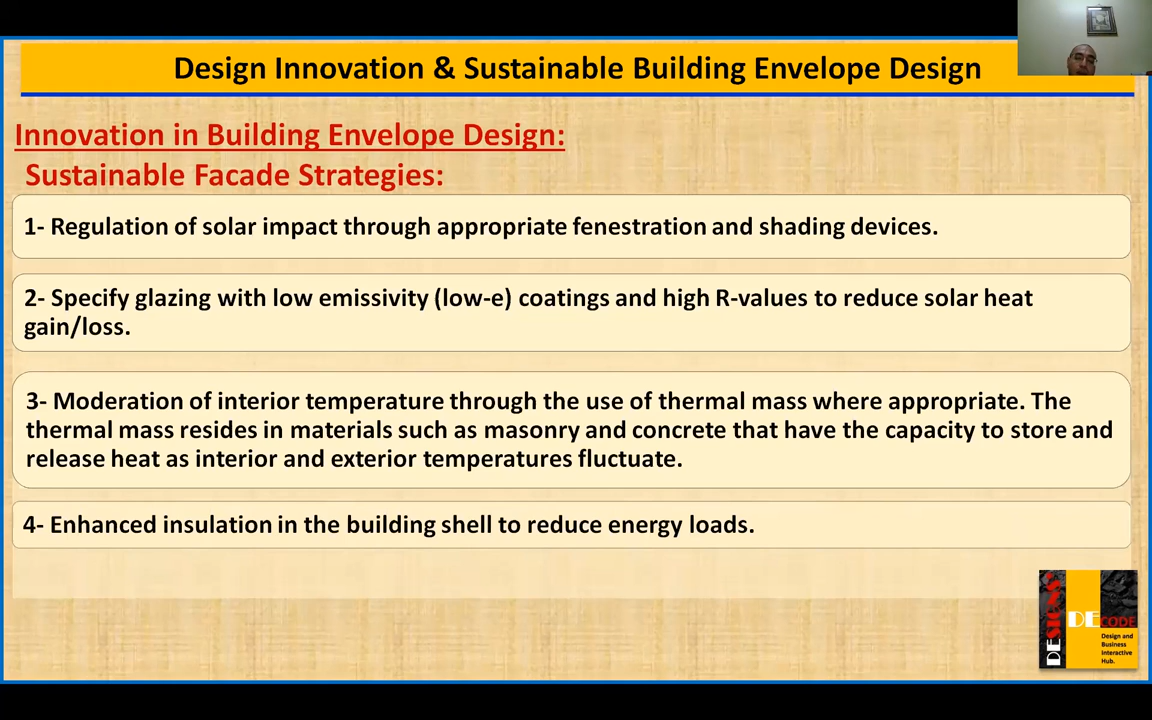 Design Innovation & Sustainable Building Envelope Design
Innovation in Building Envelope Design:
Sustainable Facade Strategies:
1- Regulation of solar impact through appropriate fenestration and shading devices.
2- Specify glazing with low emissivity (low-e) coatings and high R-values to reduce solar heat
gain/loss.
3- Moderation of interior temperature through the use of thermal mass where appropriate. The
thermal mass resides in materials such as masonry and concrete that have the capacity to store and
release heat as interior and exterior temperatures fluctuate.
4- Enhanced insulation in the building shell to reduce energy loads.
DESIGNS
DECODE
Design and
Business
Interactive
Hub.